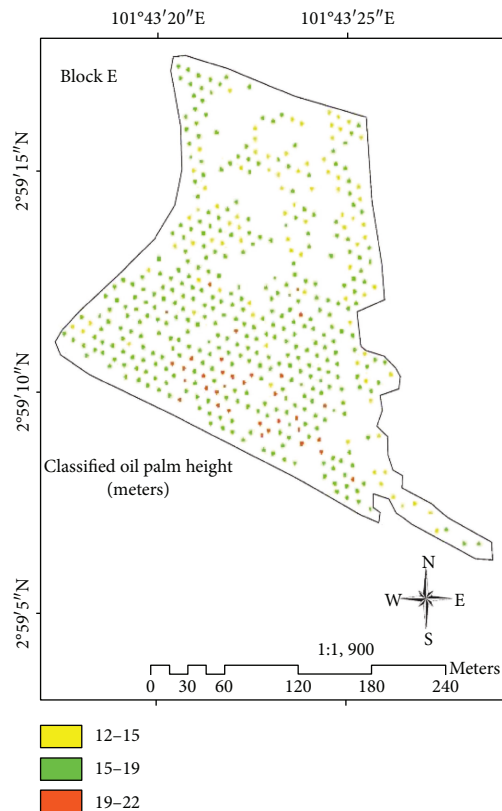 101°43′20″E 101°43′25″E
Block E
2°59′15″N
2°59′10″N
Classified oil palm height
(meters)
2°59′5″N
N
W E
S
1:1, 900
Meters
0 30 60 120 180 240
12–15
15–19
19–22